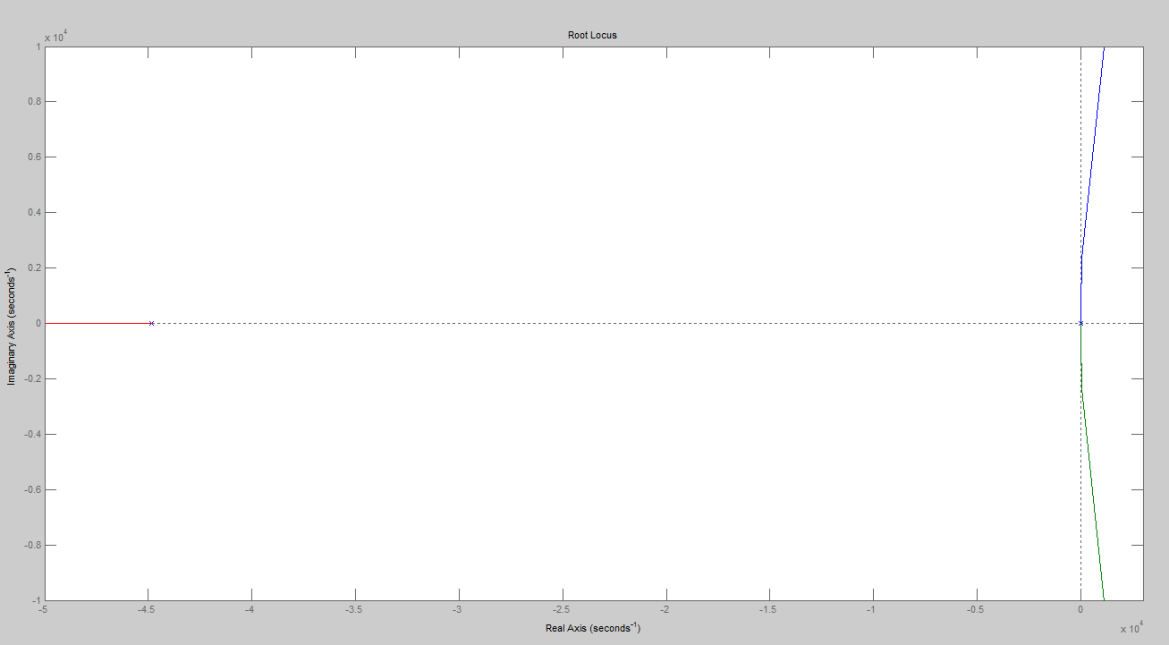 Root Locus
x 10^4
1
0.8
0.6
0.4
0.2
0
-0.2
-0.4
-0.6
-0.8
-1
Imaginary Axis (seconds^-1)
-5 -4.5 -4 -3.5 -3 -2.5 -2 -1.5 -1 -0.5 0
Real Axis (seconds^-1)
x 10^4